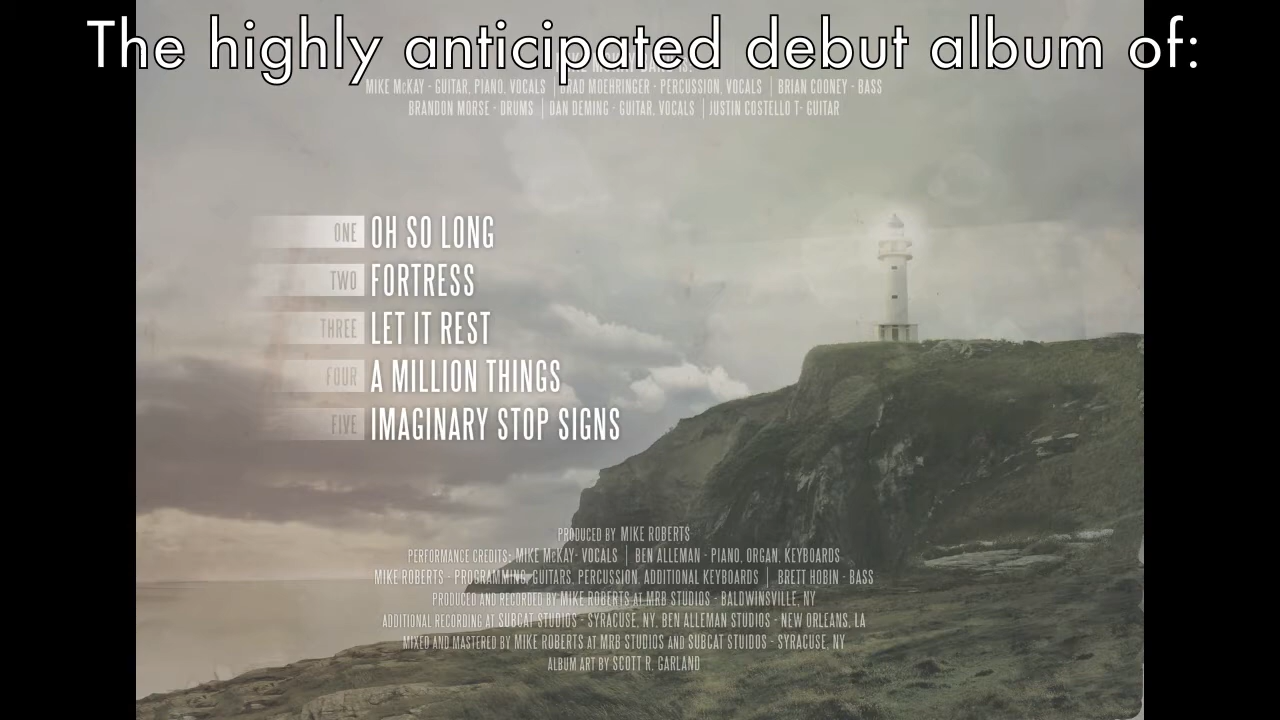 The highly anticipated debut album of:
MIKE McKAY - GUITAR, PIANO, VOCALS | BRAD MOEHRINGER - PERCUSSION, VOCALS | BRIAN COONEY - BASS
BRANDON MORSE - DRUMS | DAN DEMING - GUITAR, VOCALS | JUSTIN COSTELLO T- GUITAR
ONE OH SO LONG
TWO FORTRESS
THREE LET IT REST
FOUR A MILLION THINGS
FIVE IMAGINARY STOP SIGNS
PRODUCED BY MIKE ROBERTS
PERFORMANCE CREDITS: MIKE McKAY- VOCALS | BEN ALLEMAN - PIANO, ORGAN, KEYBOARDS
MIKE ROBERTS - PROGRAMMING, GUITARS, PERCUSSION, ADDITIONAL KEYBOARDS | BRETT HOBIN - BASS
PRODUCED AND RECORDED BY MIKE ROBERTS AT MRB STUDIOS - BALDWINSVILLE, NY
ADDITIONAL RECORDING AT SUBCAT STUDIOS - SYRACUSE, NY, BEN ALLEMAN STUDIOS - NEW ORLEANS, LA
MIXED AND MASTERED BY MIKE ROBERTS AT MRB STUDIOS AND SUBCAT STUIDOS - SYRACUSE, NY
ALBUM ART BY SCOTT R. GARLAND